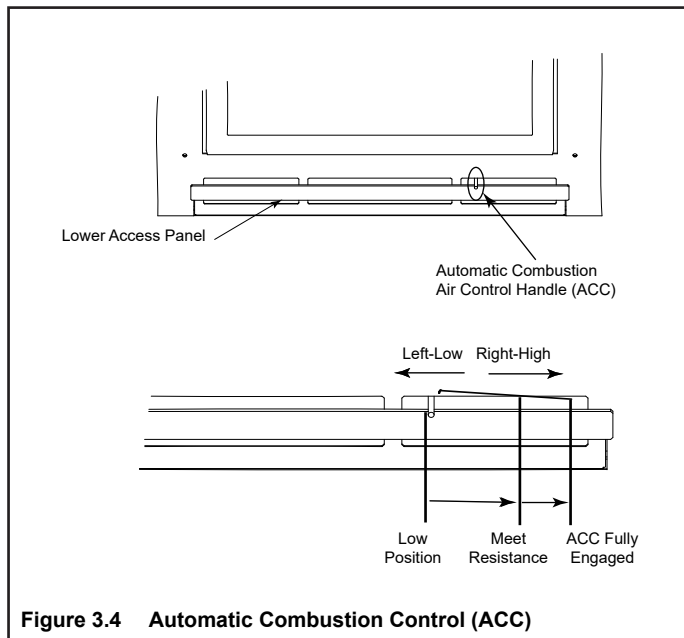 Lower Access Panel
Automatic Combustion
Air Control Handle (ACC)
Left-Low Right-High
Low
Position
Meet
Resistance
ACC Fully
Engaged
Figure 3.4 Automatic Combustion Control (ACC)